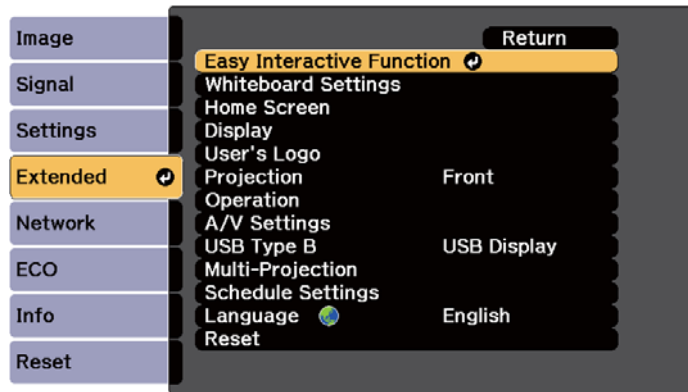 Image
Signal
Settings
Extended
Network
ECO
Info
Reset
Return
Easy Interactive Function
Whiteboard Settings
Home Screen
Display
User's Logo
Projection Front
Operation
A/V Settings
USB Type B USB Display
Multi-Projection
Schedule Settings
Language English
Reset